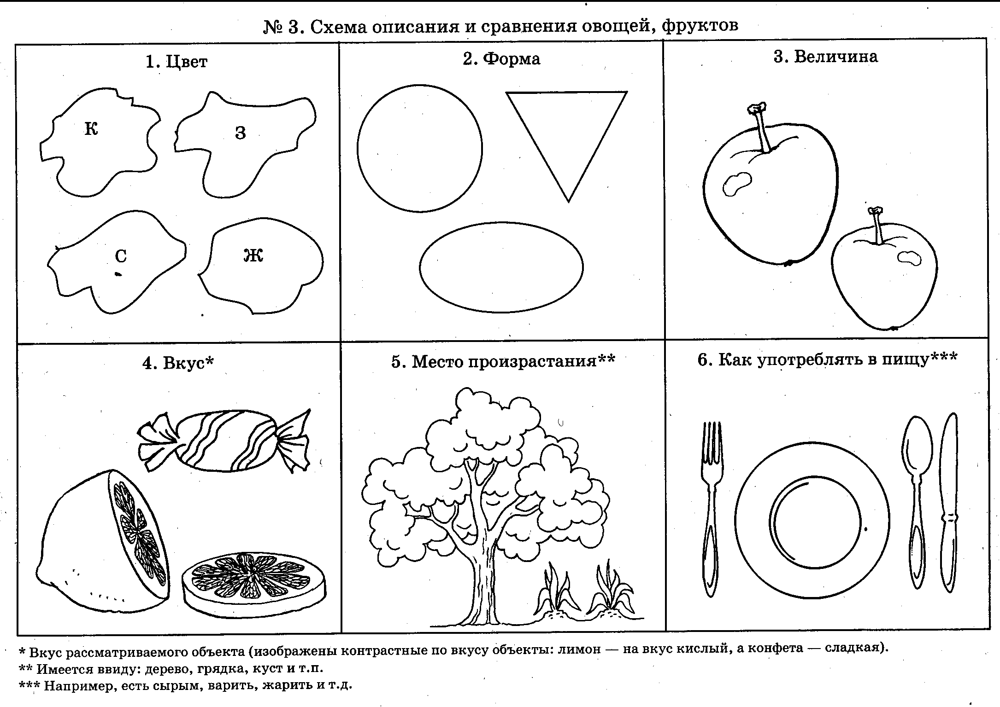 № 3. Схема описания и сравнения овощей, фруктов
1. Цвет
К
З
С
Ж
2. Форма
3. Величина
4. Вкус*
5. Место произрастания**
6. Как употреблять в пищу***
* Вкус рассматриваемого объекта (изображены контрастные по вкусу объекты: лимон — на вкус кислый, а конфета — сладкая).
** Имеется ввиду: дерево, грядка, куст и т.п.
*** Например, есть сырым, варить, жарить и т.д.